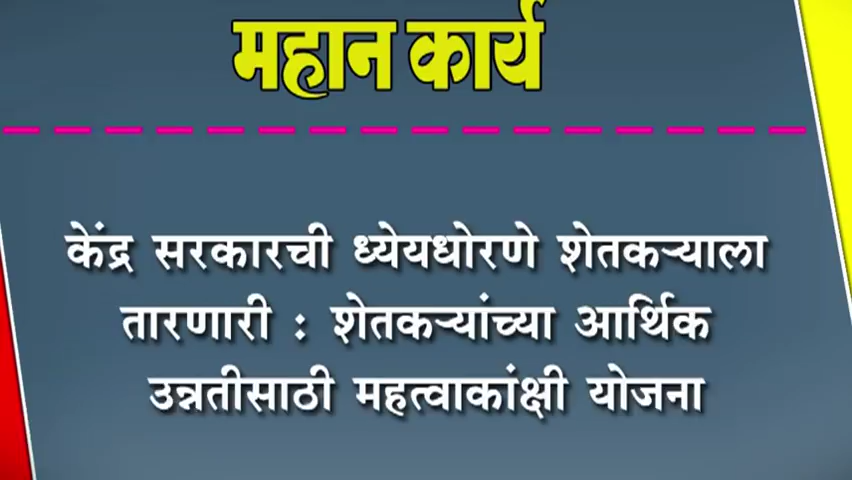 महान कार्य
केंद्र सरकारची ध्येयधोरणे शेतकऱ्याला
तारणारी : शेतकऱ्यांच्या आर्थिक
उन्नतीसाठी महत्वाकांक्षी योजना